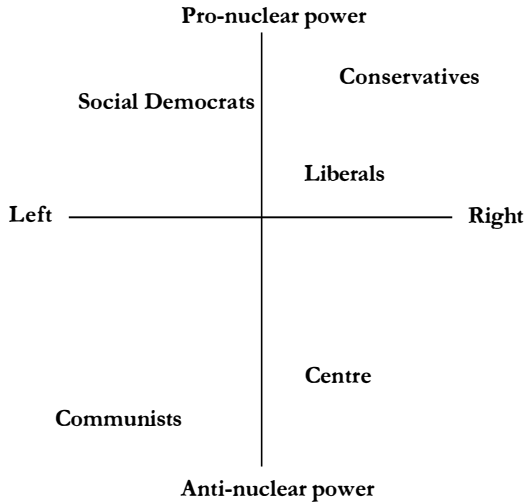 Pro-nuclear power
Conservatives
Social Democrats
Liberals
Left
Right
Centre
Communists
Anti-nuclear power